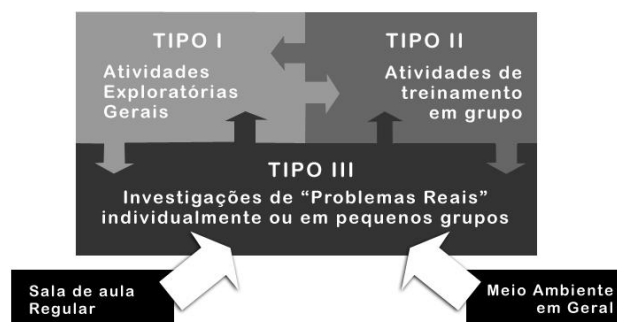 TIPO I
Atividades
Exploratórias
Gerais
TIPO II
Atividades de
treinamento
em grupo
TIPO III
Investigações de “Problemas Reais”
individualmente ou em pequenos grupos
Sala de aula
Regular
Meio Ambiente
em Geral